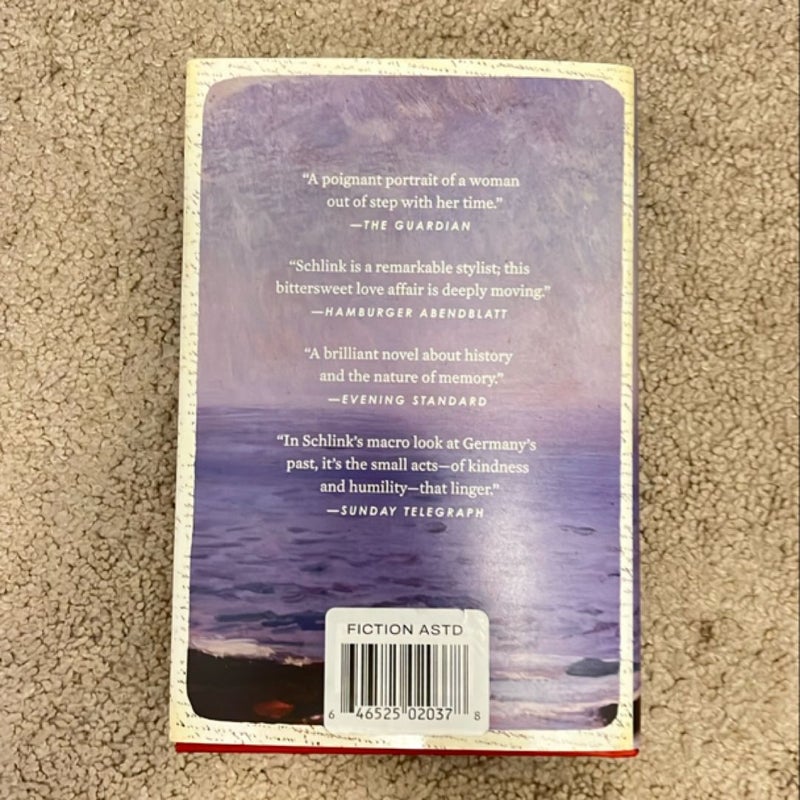 “A poignant portrait of a woman
out of step with her time.”
—THE GUARDIAN
“Schlink is a remarkable stylist; this
bittersweet love affair is deeply moving.”
—HAMBURGER ABENDBLATT
“A brilliant novel about history
and the nature of memory.”
—EVENING STANDARD
“In Schlink’s macro look at Germany’s
past, it’s the small acts—of kindness
and humility—that linger.”
—SUNDAY TELEGRAPH
FICTION ASTD
6 46525 02037 8